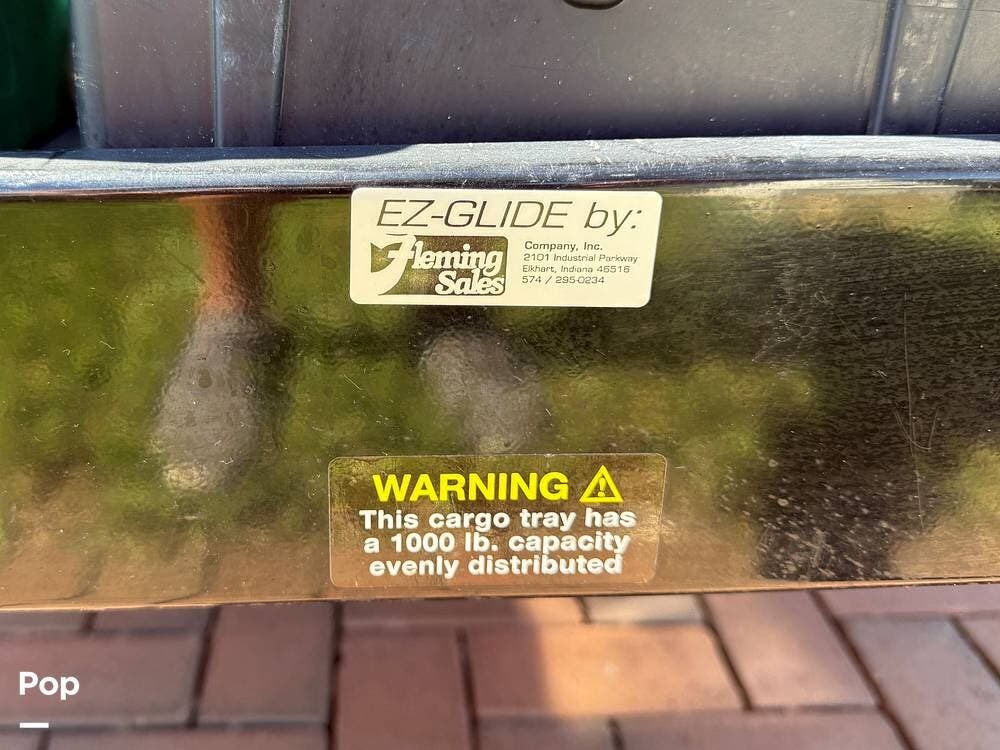 EZ-GLIDE by:
Fleming
Sales
Company, Inc.
2101 Industrial Parkway
Elkhart, Indiana 46516
574 / 295-0234
WARNING
This cargo tray has
a 1000 lb. capacity
evenly distributed
Pop